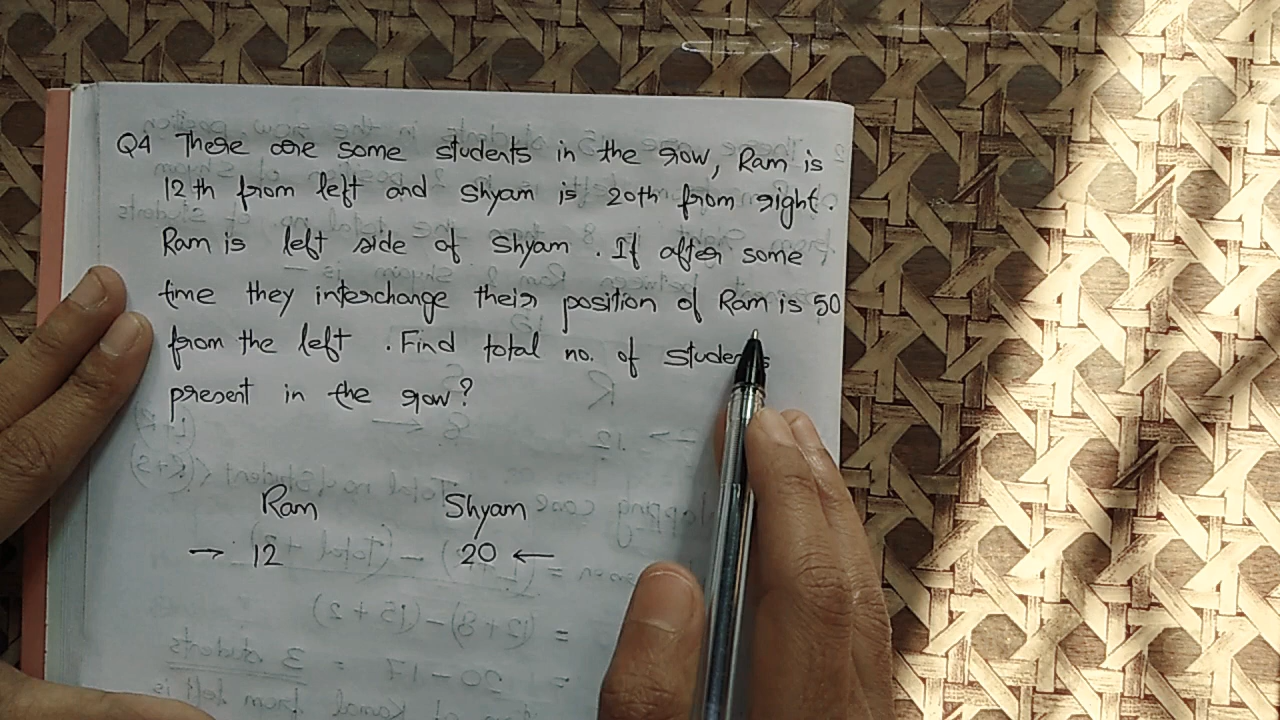 Q4 There are some students in the row, Ram is
12th from left and Shyam is 20th from right.
Ram is left side of Shyam . If after some
time they interchange their position of Ram is 50
from the left . Find total no. of students
present in the row?
Ram Shyam
→ 12 20 ←